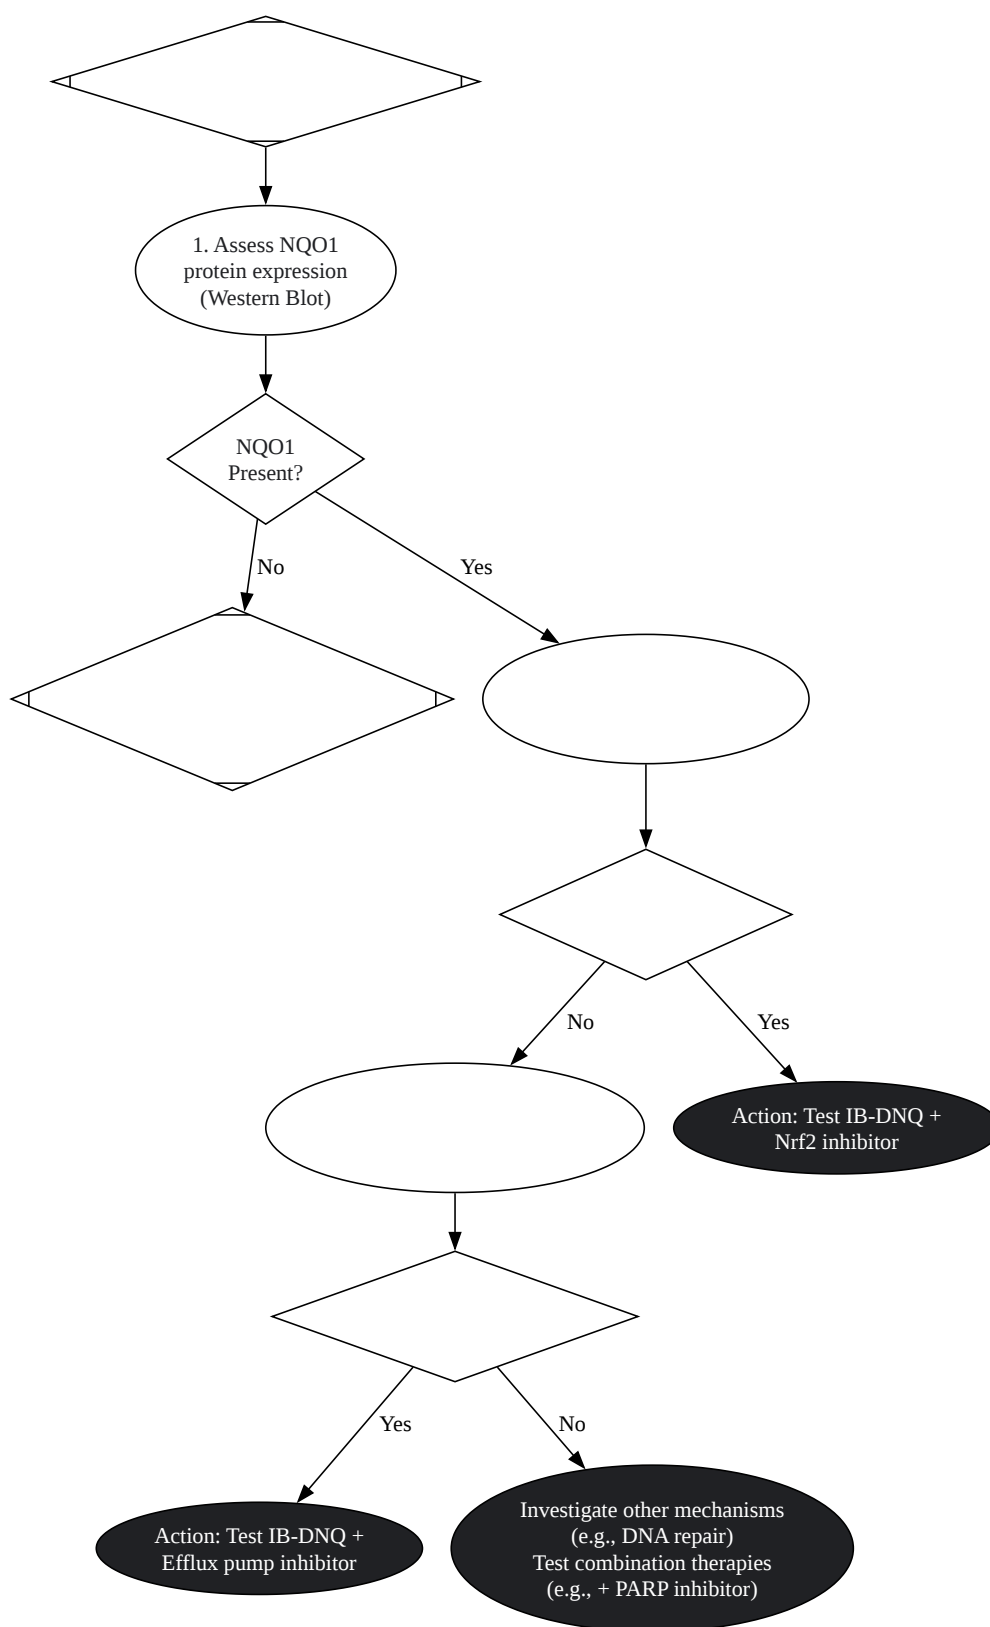 1. Assess NQO1
protein expression
(Western Blot)
NQO1
Present?
No
Yes
No
Yes
Action: Test IB-DNQ +
Nrf2 inhibitor
Yes
No
Action: Test IB-DNQ +
Efflux pump inhibitor
Investigate other mechanisms
(e.g., DNA repair)
Test combination therapies
(e.g., + PARP inhibitor)